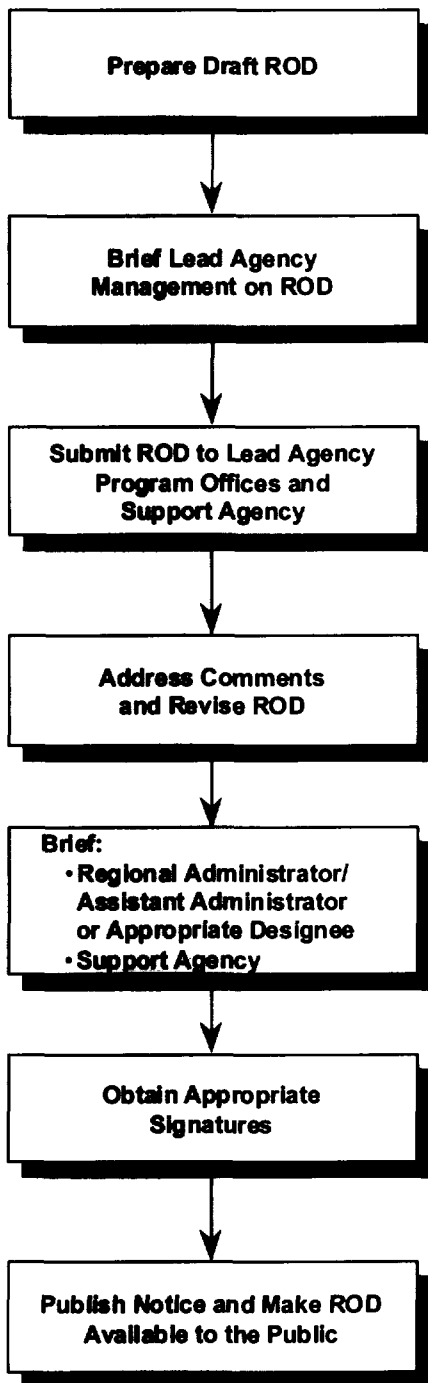 Prepare Draft ROD
Brief Lead Agency
Management on ROD
Submit ROD to Lead Agency
Program Offices and
Support Agency
Address Comments
and Revise ROD
Brief:
• Regional Administrator/
Assistant Administrator
or Appropriate Designee
• Support Agency
Obtain Appropriate
Signatures
Publish Notice and Make ROD
Available to the Public